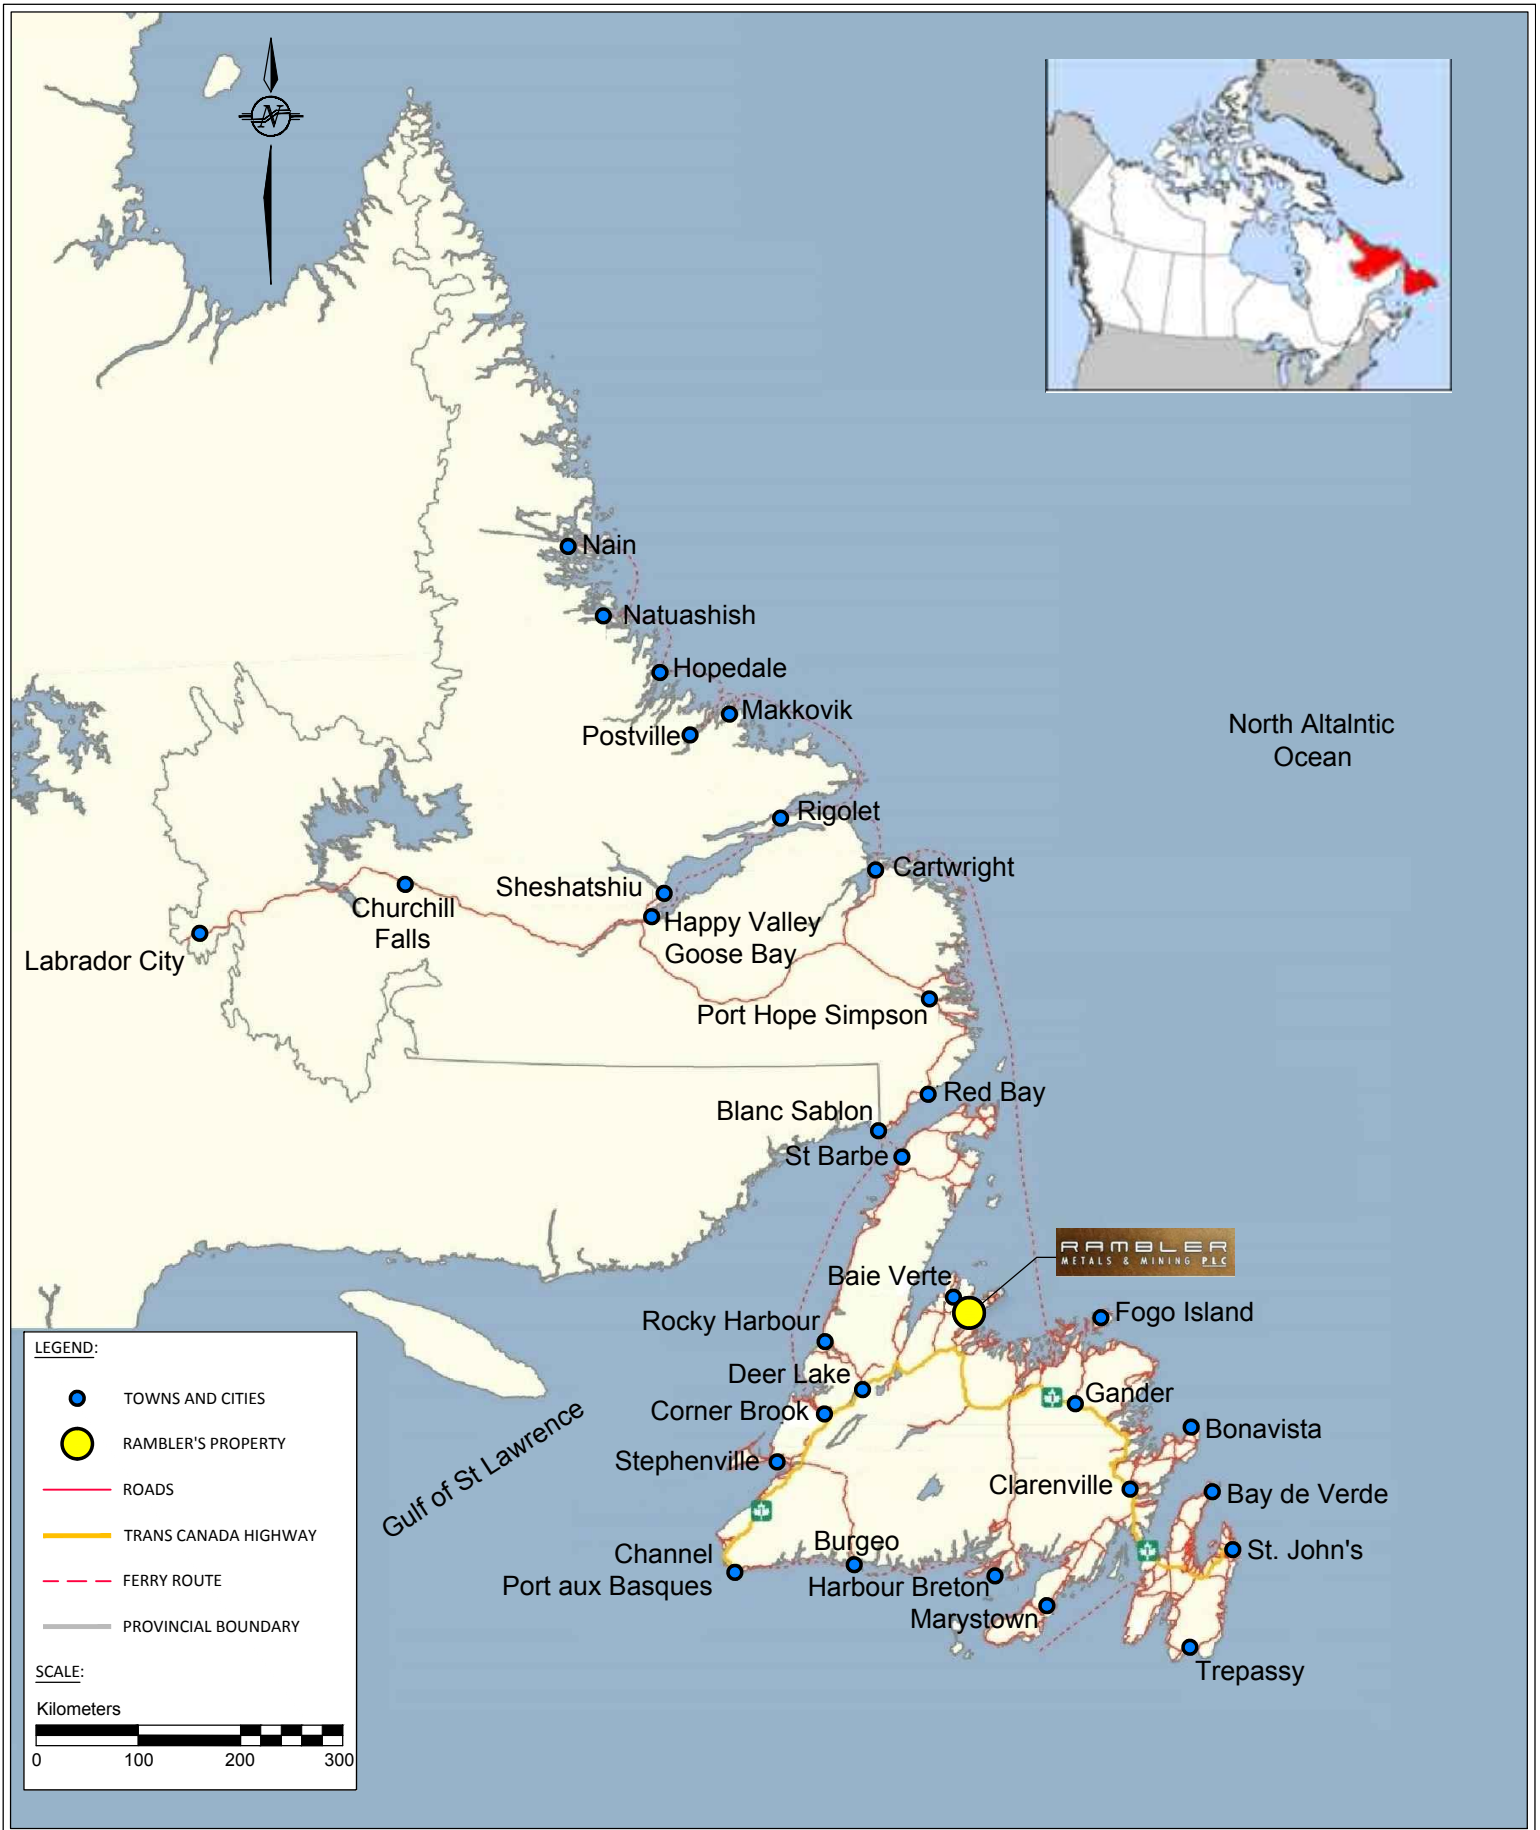 N
Nain
Natuashish
Hopedale
Makkovik
Postville
North Altalntic
Ocean
Rigolet
Cartwright
Sheshatshiu
Churchill
Falls
Happy Valley
Goose Bay
Labrador City
Port Hope Simpson
Red Bay
Blanc Sablon
St Barbe
RAMBLER
METALS & MINING PLC
Baie Verte
Fogo Island
Rocky Harbour
Deer Lake
Gander
Corner Brook
Bonavista
Gulf of St Lawrence
Stephenville
Clarenville
Bay de Verde
1
1
1
Burgeo
St. John's
Channel
Port aux Basques
Harbour Breton
Marystown
Trepassy
LEGEND:
TOWNS AND CITIES
RAMBLER'S PROPERTY
ROADS
TRANS CANADA HIGHWAY
FERRY ROUTE
PROVINCIAL BOUNDARY
SCALE:
Kilometers
0 100 200 300